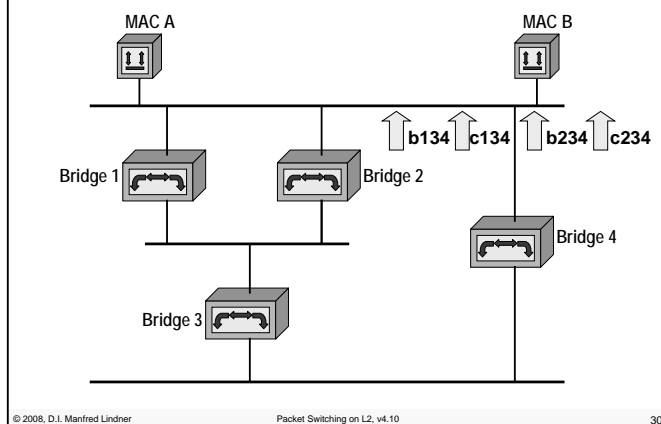 MAC A
MAC B
b134 c134 b234 c234
Bridge 1
Bridge 2
Bridge 4
Bridge 3
© 2008, D.I. Manfred Lindner
Packet Switching on L2, v4.10
30